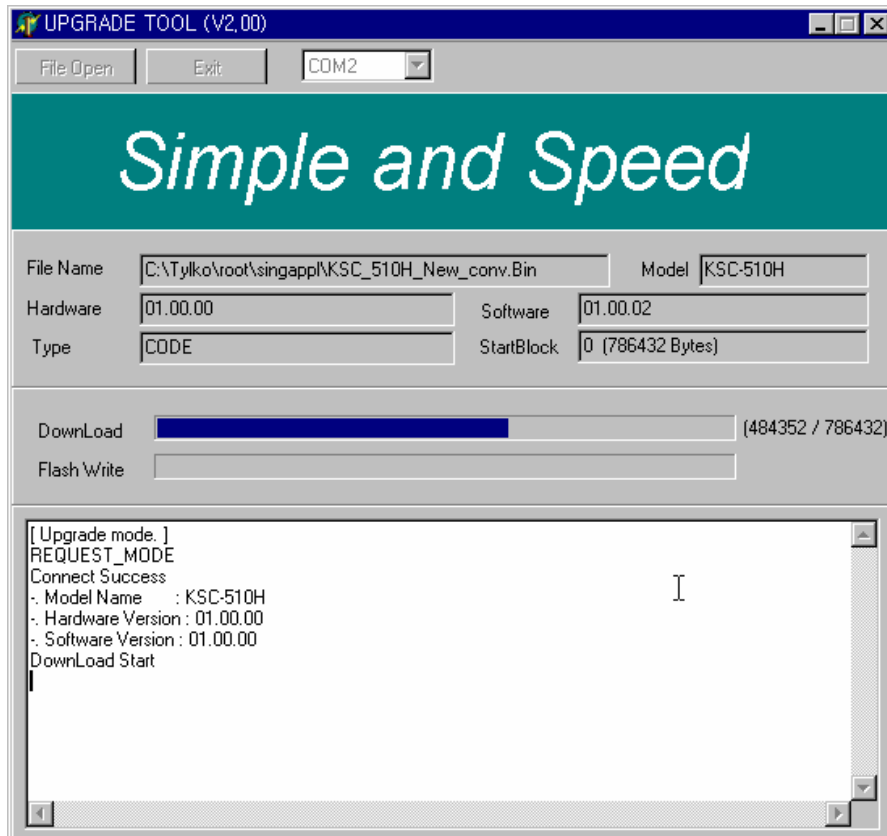 UPGRADE TOOL (V2,00)
File Open Exit COM2
Simple and Speed
File Name C:\Tylko\root\singappl\KSC_510H_New_conv.Bin Model KSC-510H
Hardware 01.00.00 Software 01.00.02
Type CODE StartBlock 0 (786432 Bytes)
DownLoad (484352 / 786432)
Flash Write
[ Upgrade mode. ]
REQUEST_MODE
Connect Success
-. Model Name : KSC-510H
-. Hardware Version : 01.00.00
-. Software Version : 01.00.00
DownLoad Start